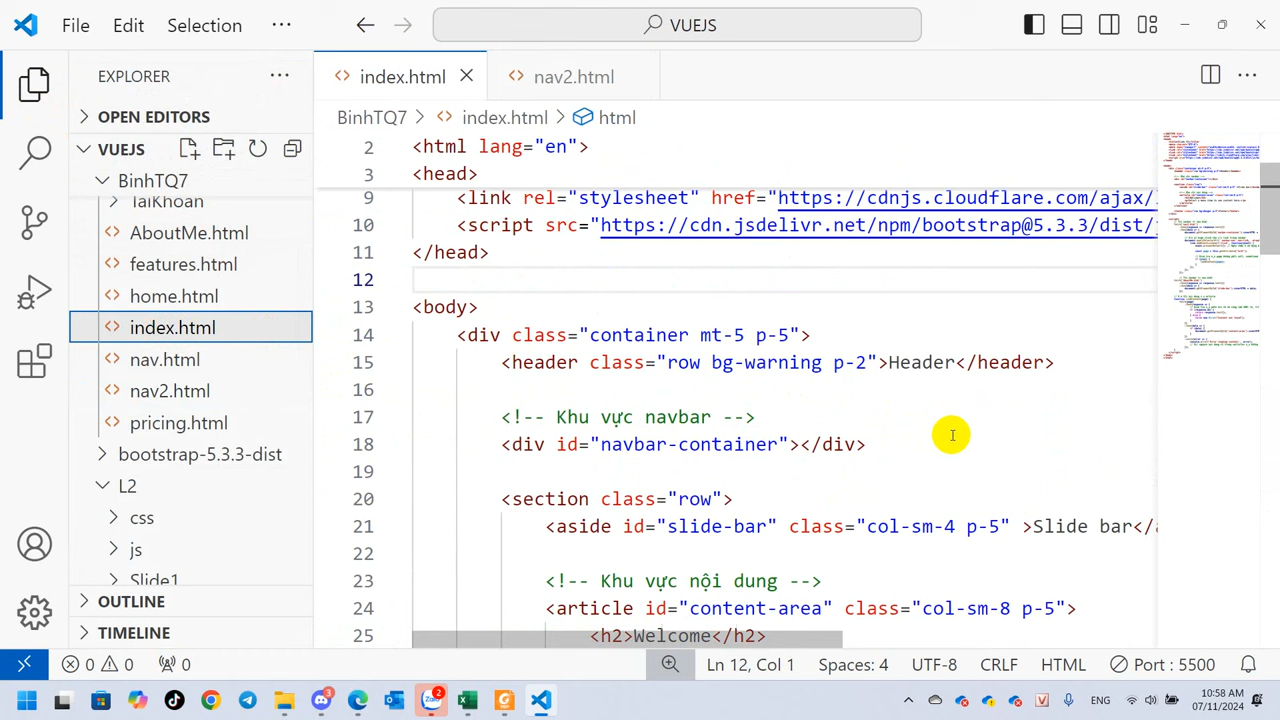 File Edit Selection ··· VUEJS
EXPLORER ···
OPEN EDITORS
VUEJS
BinhTQ7
TaiKhoan
AboutMe.html
features.html
home.html
index.html
nav.html
nav2.html
pricing.html
bootstrap-5.3.3-dist
L2
css
js
Slide1
OUTLINE
TIMELINE
index.html nav2.html
BinhTQ7 > index.html > html
2 <html lang="en">
3 <head>
9 <link rel="stylesheet" href="https://cdnjs.cloudflare.com/ajax/
10 <script src="https://cdn.jsdelivr.net/npm/bootstrap@5.3.3/dist/
11 </head>
12
13 <body>
14 <div class="container mt-5 p-5">
15 <header class="row bg-warning p-2">Header</header>
16
17 <!-- Khu vực navbar -->
18 <div id="navbar-container"></div>
19
20 <section class="row">
21 <aside id="slide-bar" class="col-sm-4 p-5" >Slide bar</
22
23 <!-- Khu vực nội dung -->
24 <article id="content-area" class="col-sm-8 p-5">
25 <h2>Welcome</h2>
0 0 0 Ln 12, Col 1 Spaces: 4 UTF-8 CRLF HTML Port : 5500
3 2 ENG 10:58 AM
07/11/2024